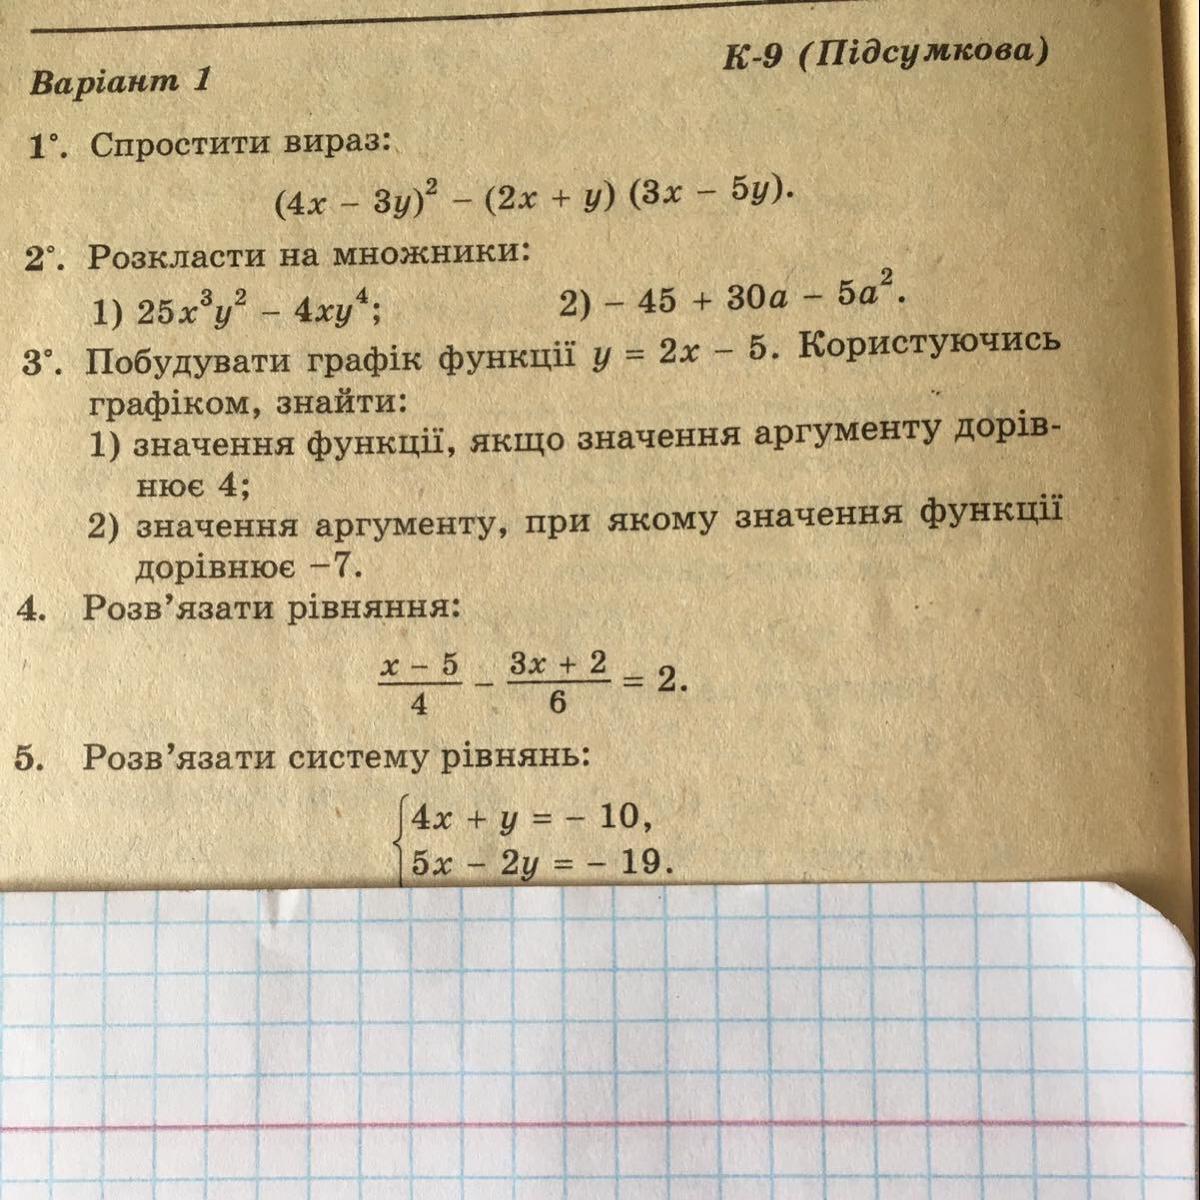 Варіант 1
К-9 (Підсумкова)
1°. Спростити вираз:
(4x − 3y)² − (2x + y) (3x − 5y).
2°. Розкласти на множники:
1) 25x³y² − 4xy⁴; 2) − 45 + 30a − 5a².
3°. Побудувати графік функції y = 2x − 5. Користуючись
графіком, знайти:
1) значення функції, якщо значення аргументу дорів-
нює 4;
2) значення аргументу, при якому значення функції
дорівнює −7.
4. Розв’язати рівняння:
(x − 5)/4 − (3x + 2)/6 = 2.
5. Розв’язати систему рівнянь:
4x + y = − 10,
5x − 2y = − 19.